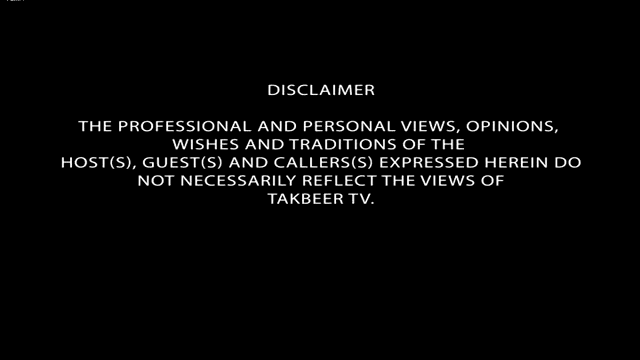 DISCLAIMER
THE PROFESSIONAL AND PERSONAL VIEWS, OPINIONS,
WISHES AND TRADITIONS OF THE
HOST(S), GUEST(S) AND CALLERS(S) EXPRESSED HEREIN DO
NOT NECESSARILY REFLECT THE VIEWS OF
TAKBEER TV.